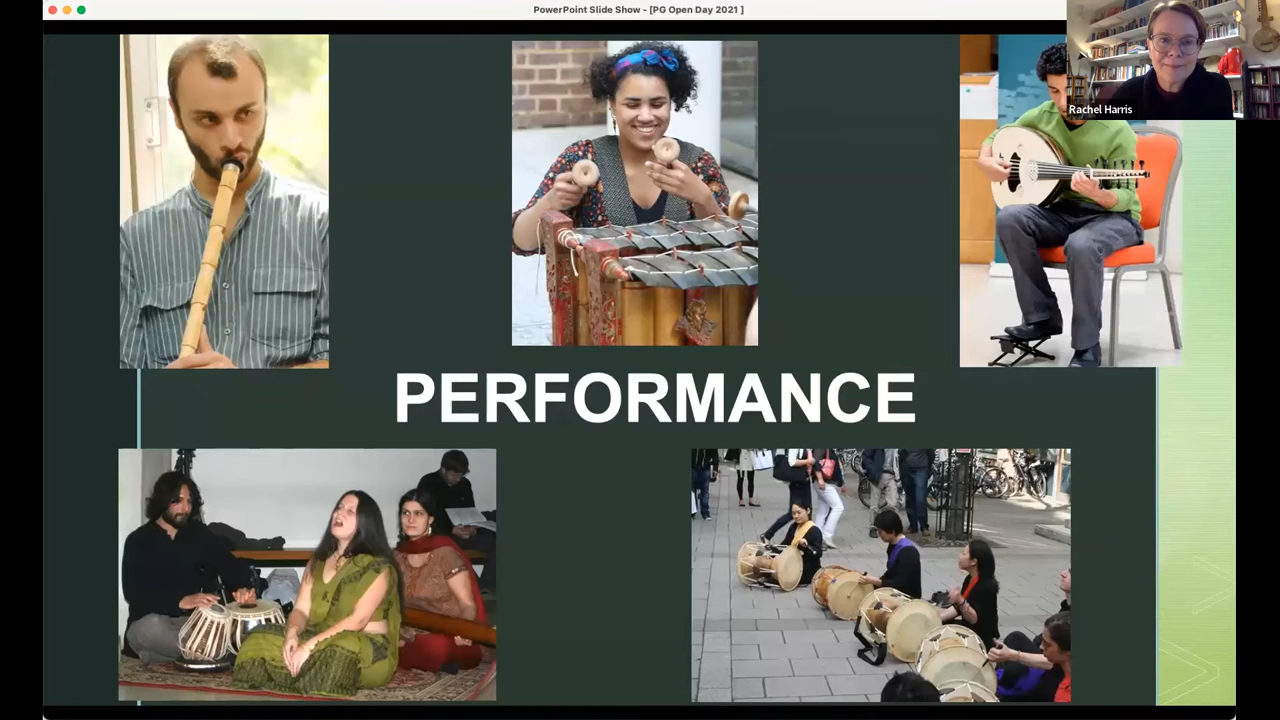 PowerPoint Slide Show - [PG Open Day 2021 ]
Rachel Harris
PERFORMANCE